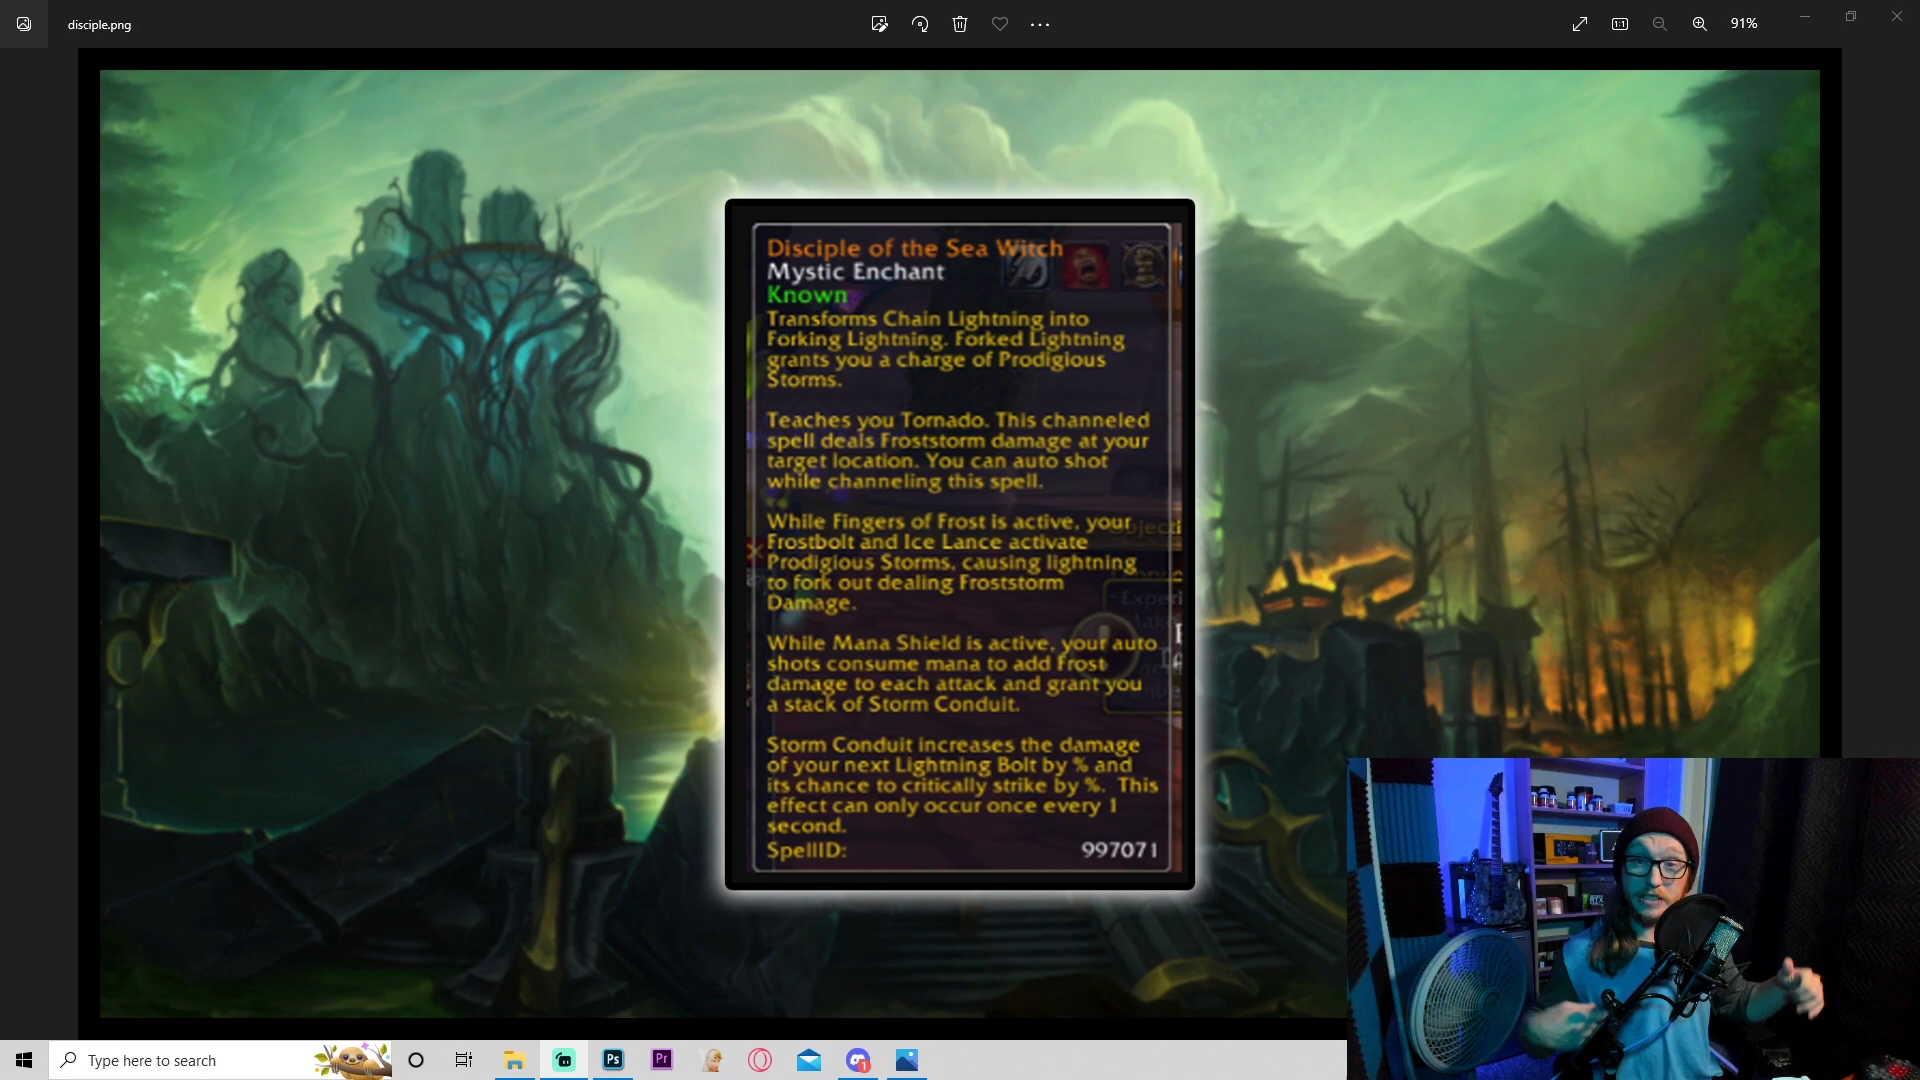 disciple.png
91%
Disciple of the Sea Witch
Mystic Enchant
Known
Transforms Chain Lightning into
Forking Lightning. Forked Lightning
grants you a charge of Prodigious
Storms.
Teaches you Tornado. This channeled
spell deals Froststorm damage at your
target location. You can auto shot
while channeling this spell.
While Fingers of Frost is active, your
Frostbolt and Ice Lance activate
Prodigious Storms, causing lightning
to fork out dealing Froststorm
Damage.
While Mana Shield is active, your auto
shots consume mana to add Frost
damage to each attack and grant you
a stack of Storm Conduit.
Storm Conduit increases the damage
of your next Lightning Bolt by % and
its chance to critically strike by %. This
effect can only occur once every 1
second.
SpellID: 997071
Type here to search
Ps
Pr
1